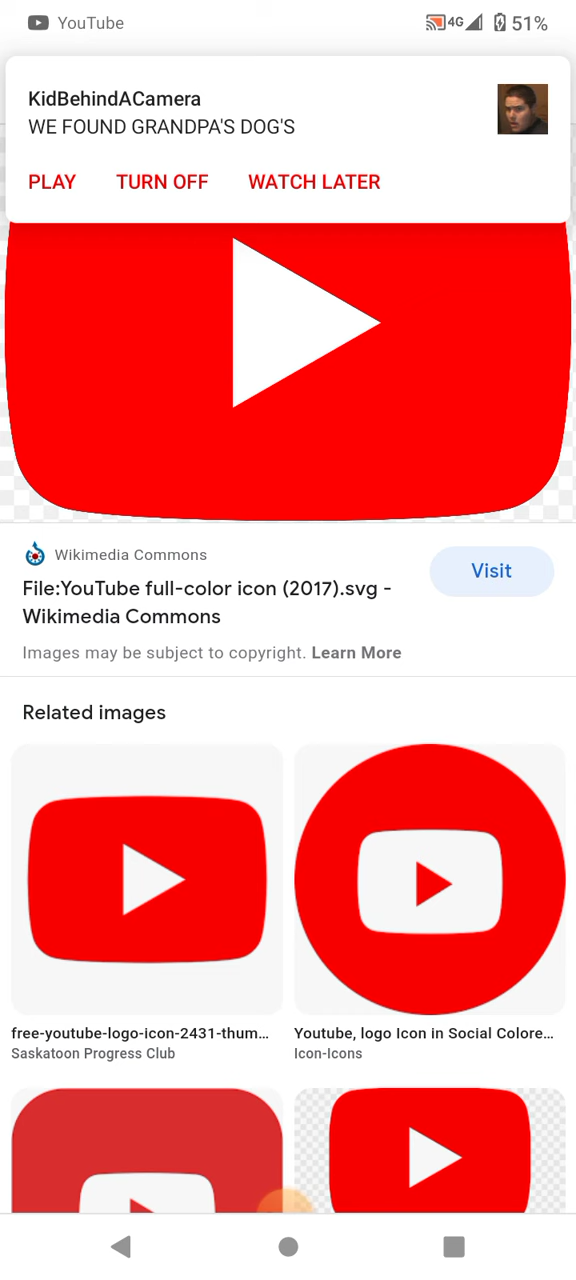 YouTube
4G 51%
KidBehindACamera
WE FOUND GRANDPA'S DOG'S
PLAY TURN OFF WATCH LATER
Wikimedia Commons
Visit
File:YouTube full-color icon (2017).svg -
Wikimedia Commons
Images may be subject to copyright. Learn More
Related images
free-youtube-logo-icon-2431-thum...
Saskatoon Progress Club
Youtube, logo Icon in Social Colore...
Icon-Icons